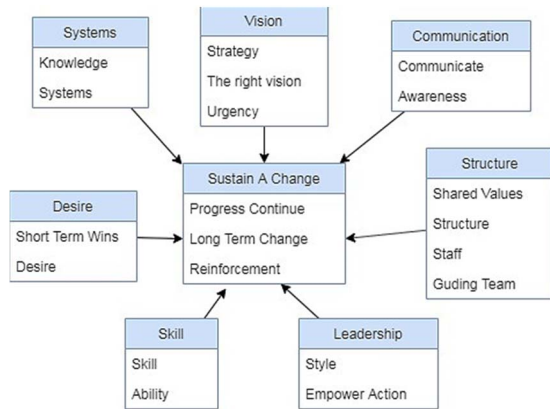 Systems
Knowledge
Systems
Vision
Strategy
The right vision
Urgency
Communication
Communicate
Awareness
Desire
Short Term Wins
Desire
Sustain A Change
Progress Continue
Long Term Change
Reinforcement
Structure
Shared Values
Structure
Staff
Guding Team
Skill
Skill
Ability
Leadership
Style
Empower Action